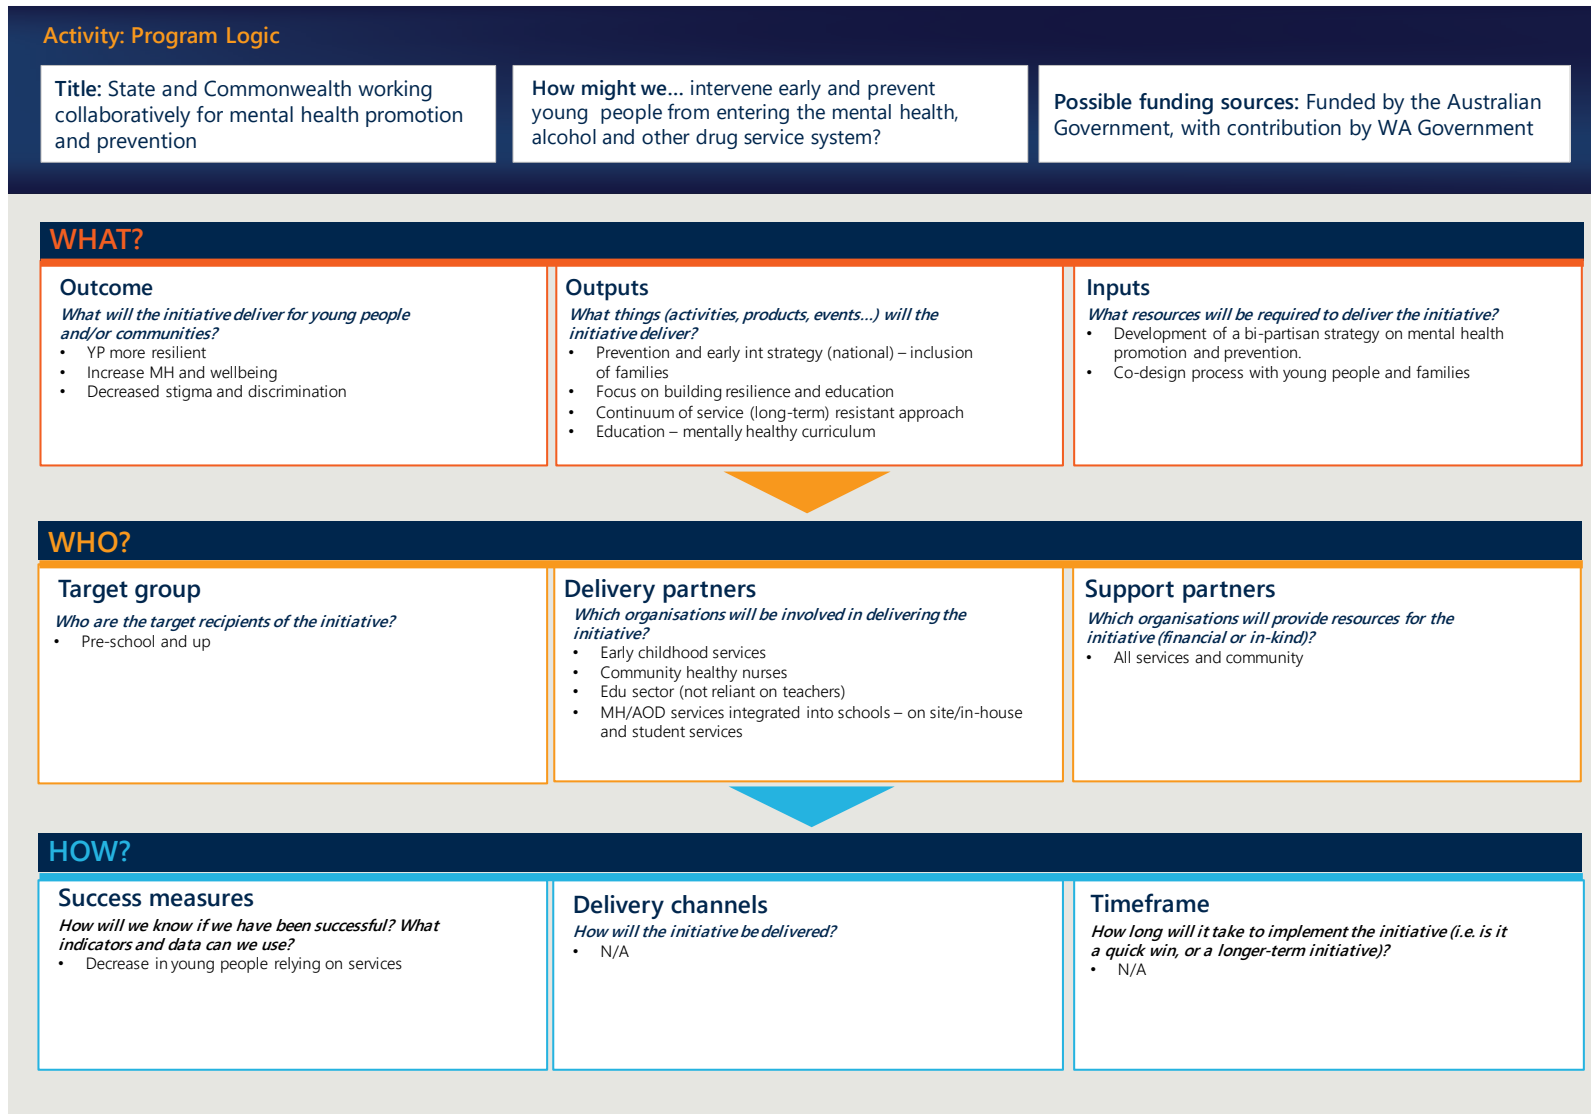 Activity: Program Logic
Title: State and Commonwealth working
collaboratively for mental health promotion
and prevention
How might we... intervene early and prevent
young people from entering the mental health,
alcohol and other drug service system?
Possible funding sources: Funded by the Australian
Government, with contribution by WA Government
WHAT?
Outcome
What will the initiative deliver for young people
and/or communities?
• YP more resilient
• Increase MH and wellbeing
• Decreased stigma and discrimination
Outputs
What things (activities, products, events...) will the
initiative deliver?
• Prevention and early int strategy (national) – inclusion
of families
• Focus on building resilience and education
• Continuum of service (long-term) resistant approach
• Education – mentally healthy curriculum
Inputs
What resources will be required to deliver the initiative?
• Development of a bi-partisan strategy on mental health
promotion and prevention.
• Co-design process with young people and families
WHO?
Target group
Who are the target recipients of the initiative?
• Pre-school and up
Delivery partners
Which organisations will be involved in delivering the
initiative?
• Early childhood services
• Community healthy nurses
• Edu sector (not reliant on teachers)
• MH/AOD services integrated into schools – on site/in-house
and student services
Support partners
Which organisations will provide resources for the
initiative (financial or in-kind)?
• All services and community
HOW?
Success measures
How will we know if we have been successful? What
indicators and data can we use?
• Decrease in young people relying on services
Delivery channels
How will the initiative be delivered?
• N/A
Timeframe
How long will it take to implement the initiative (i.e. is it
a quick win, or a longer-term initiative)?
• N/A